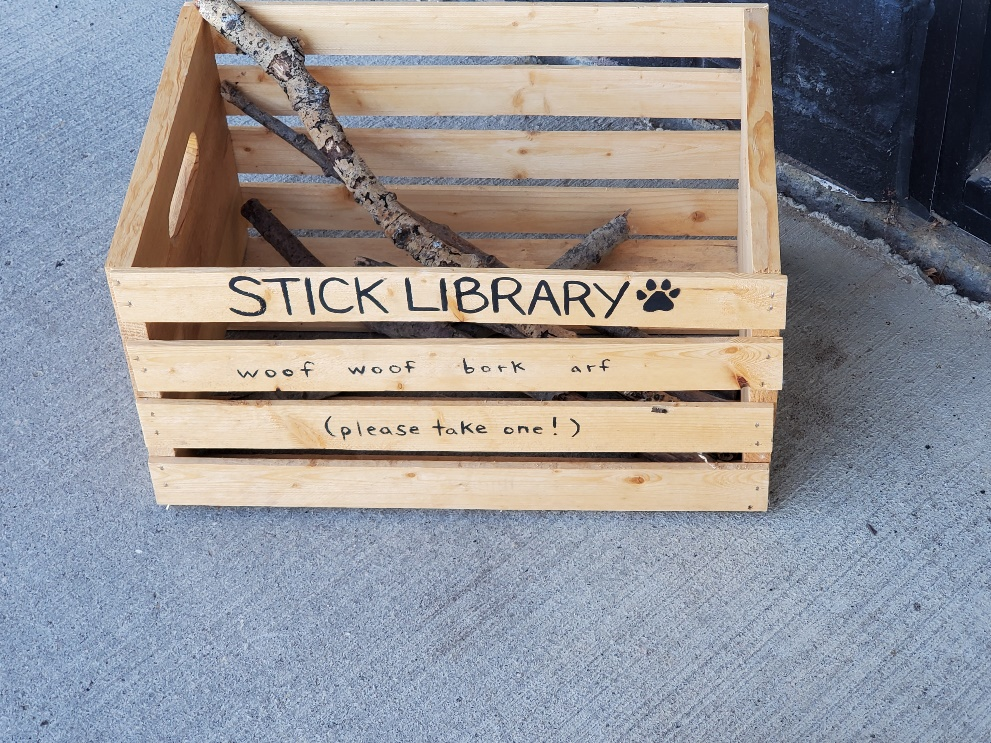 STICK LIBRARY
woof woof bork arf
(please take one!)